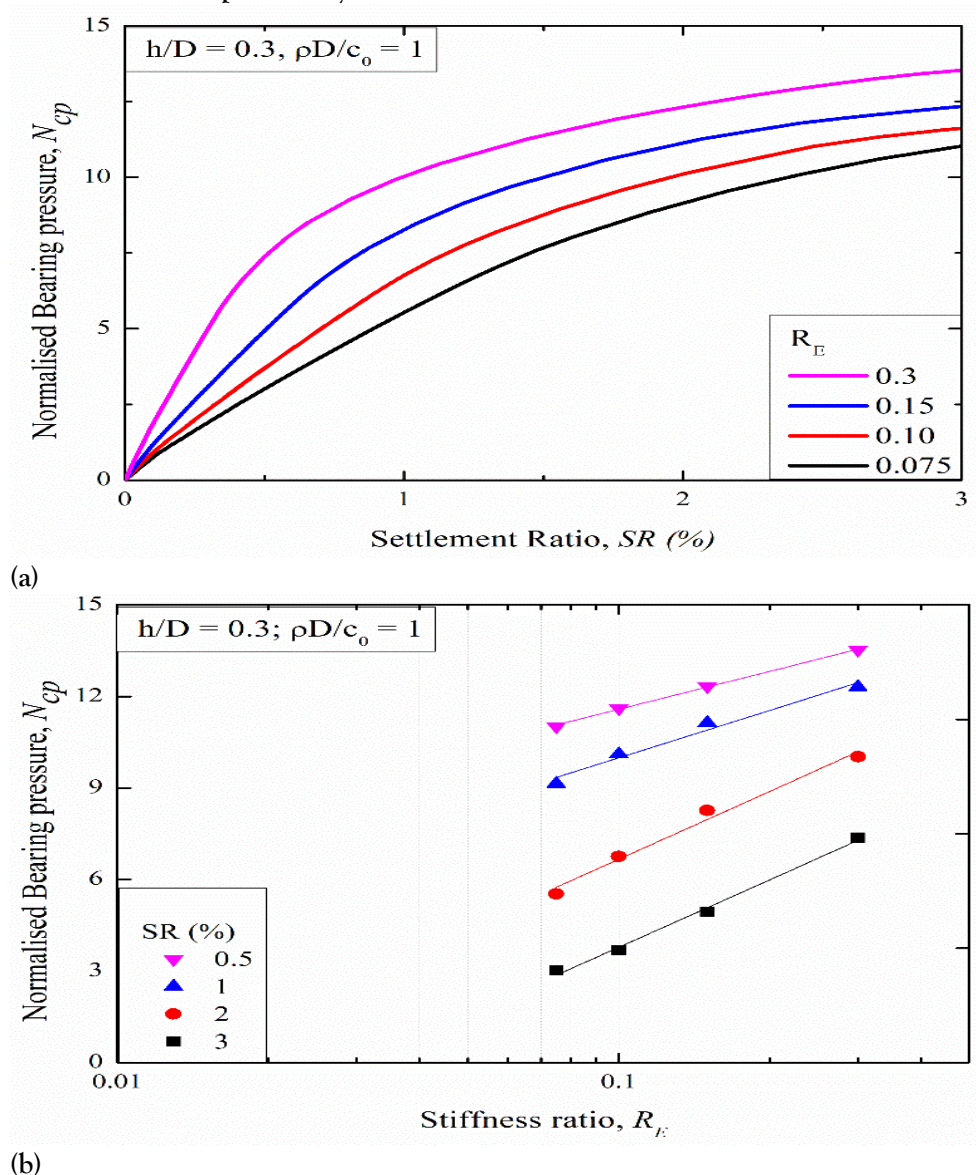 15
h/D = 0.3, ρD/c₀ = 1
10
5
0
Normalised Bearing pressure, Ncp
R_E
0.3
0.15
0.10
0.075
0 1 2 3
Settlement Ratio, SR (%)
(a)
15
h/D = 0.3; ρD/c₀ = 1
12
9
6
3
0
Normalised Bearing pressure, Ncp
SR (%)
0.5
1
2
3
0.01 0.1
Stiffness ratio, R_E
(b)